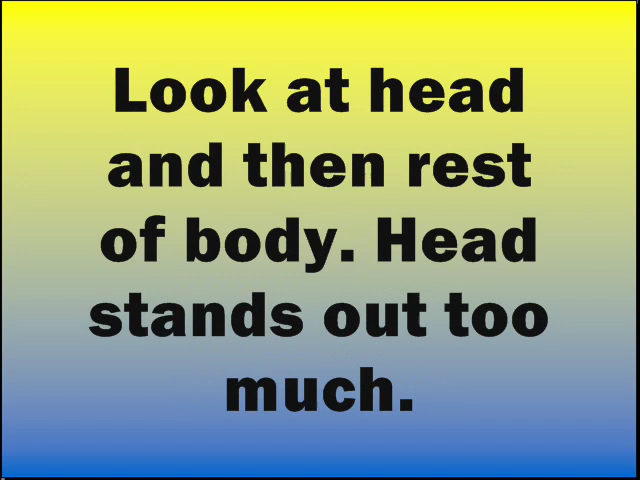 Look at head
and then rest
of body. Head
stands out too
much.